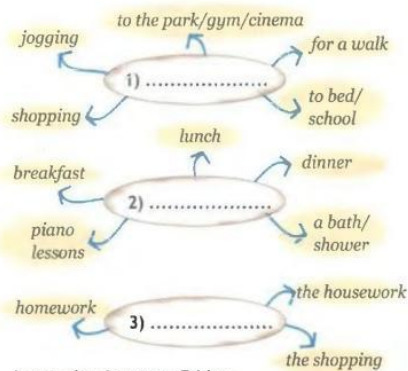 to the park/gym/cinema
jogging
for a walk
1) ...................
shopping
to bed/
school
lunch
dinner
breakfast
2) ...................
piano
lessons
a bath/
shower
the housework
homework
3) ...................
the shopping